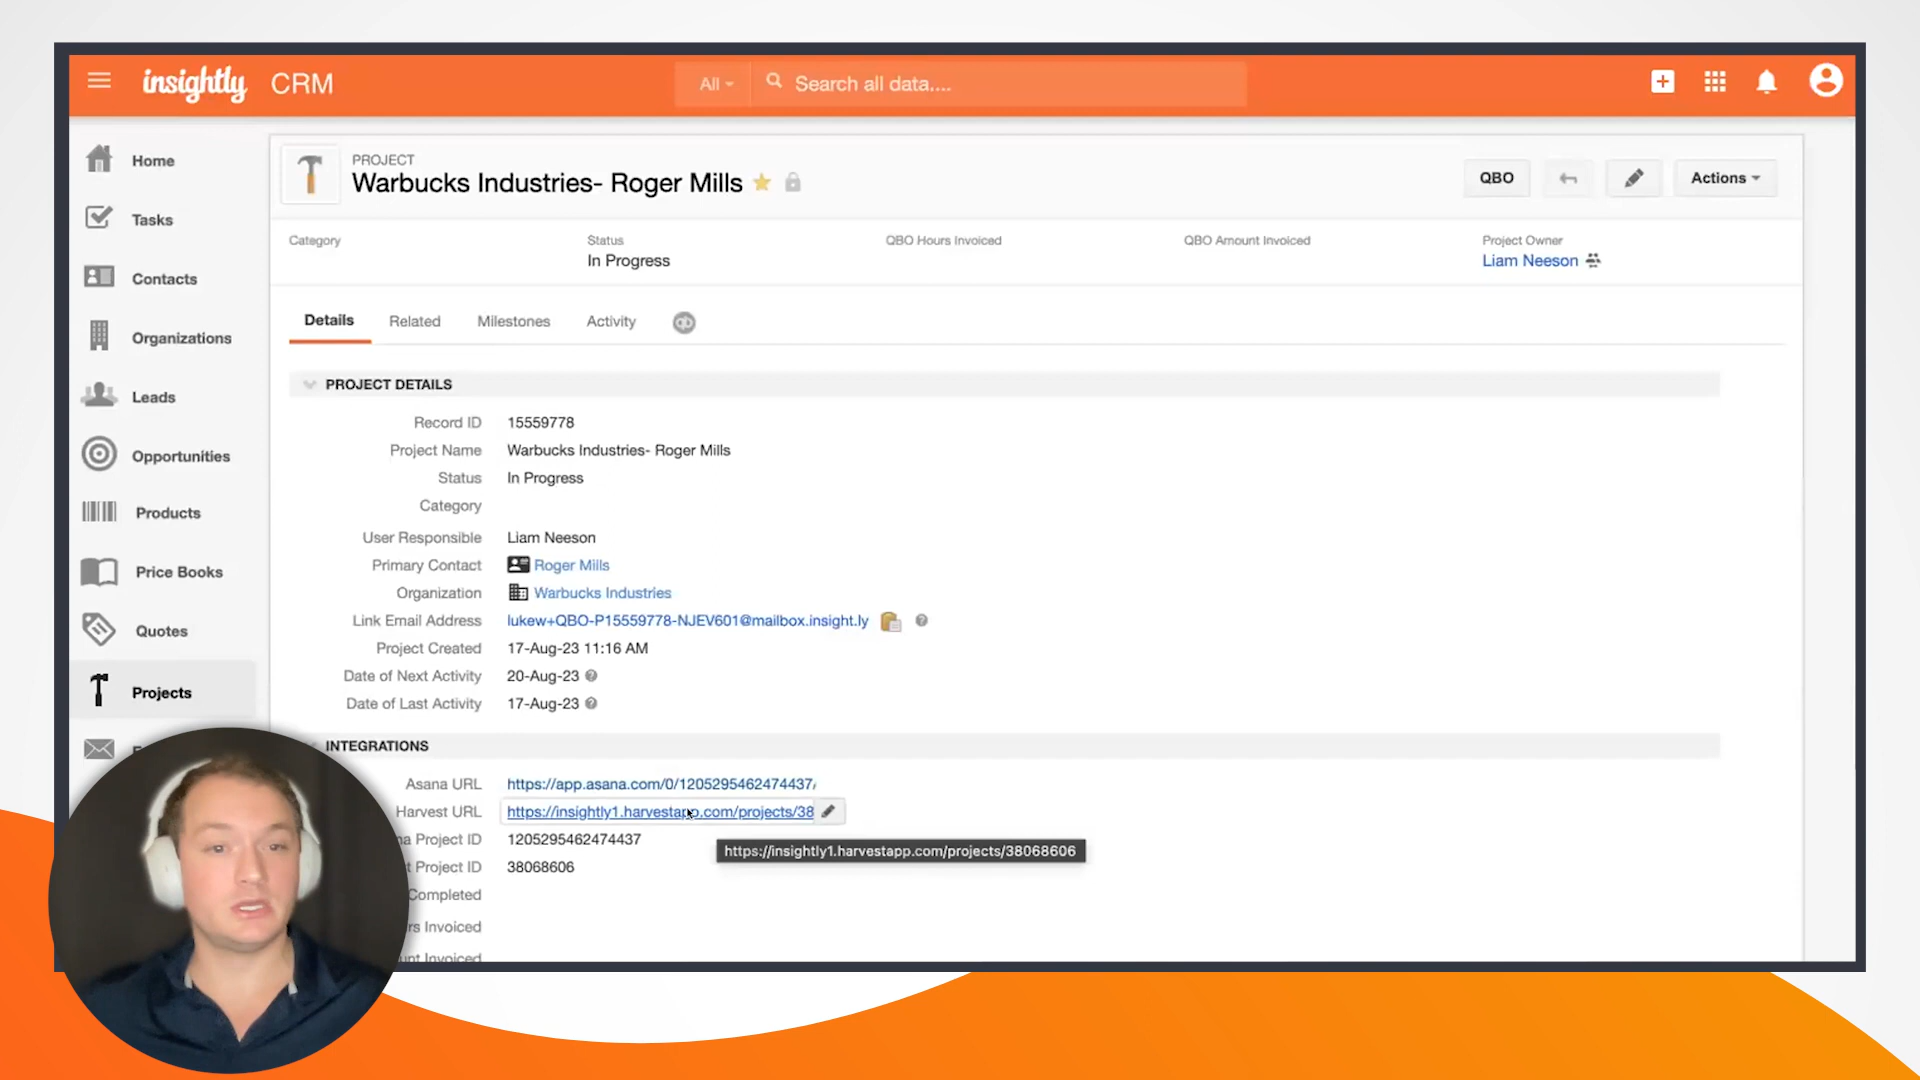 insightly CRM
All
Search all data....
Home
Tasks
Contacts
Organizations
Leads
Opportunities
Products
Price Books
Quotes
Projects
PROJECT
Warbucks Industries- Roger Mills
QBO
Actions
Category
Status
In Progress
QBO Hours Invoiced
QBO Amount Invoiced
Project Owner
Liam Neeson
Details
Related
Milestones
Activity
PROJECT DETAILS
Record ID 15559778
Project Name Warbucks Industries- Roger Mills
Status In Progress
Category
User Responsible Liam Neeson
Primary Contact Roger Mills
Organization Warbucks Industries
Link Email Address lukew+QBO-P15559778-NJEV601@mailbox.insight.ly
Project Created 17-Aug-23 11:16 AM
Date of Next Activity 20-Aug-23
Date of Last Activity 17-Aug-23
INTEGRATIONS
Asana URL https://app.asana.com/0/1205295462474437/
Harvest URL https://insightly1.harvestapp.com/projects/38
Project ID 1205295462474437
https://insightly1.harvestapp.com/projects/38068606
Project ID 38068606
Completed
Invoiced
Invoiced